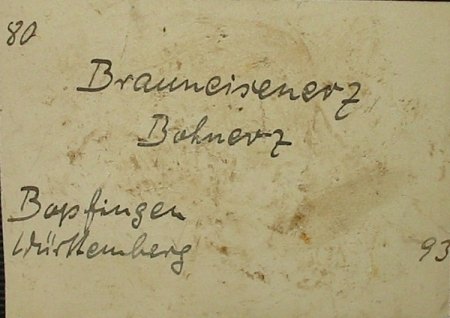 80
Brauneisenerz
Bohnerz
Bopfingen
Württemberg
93